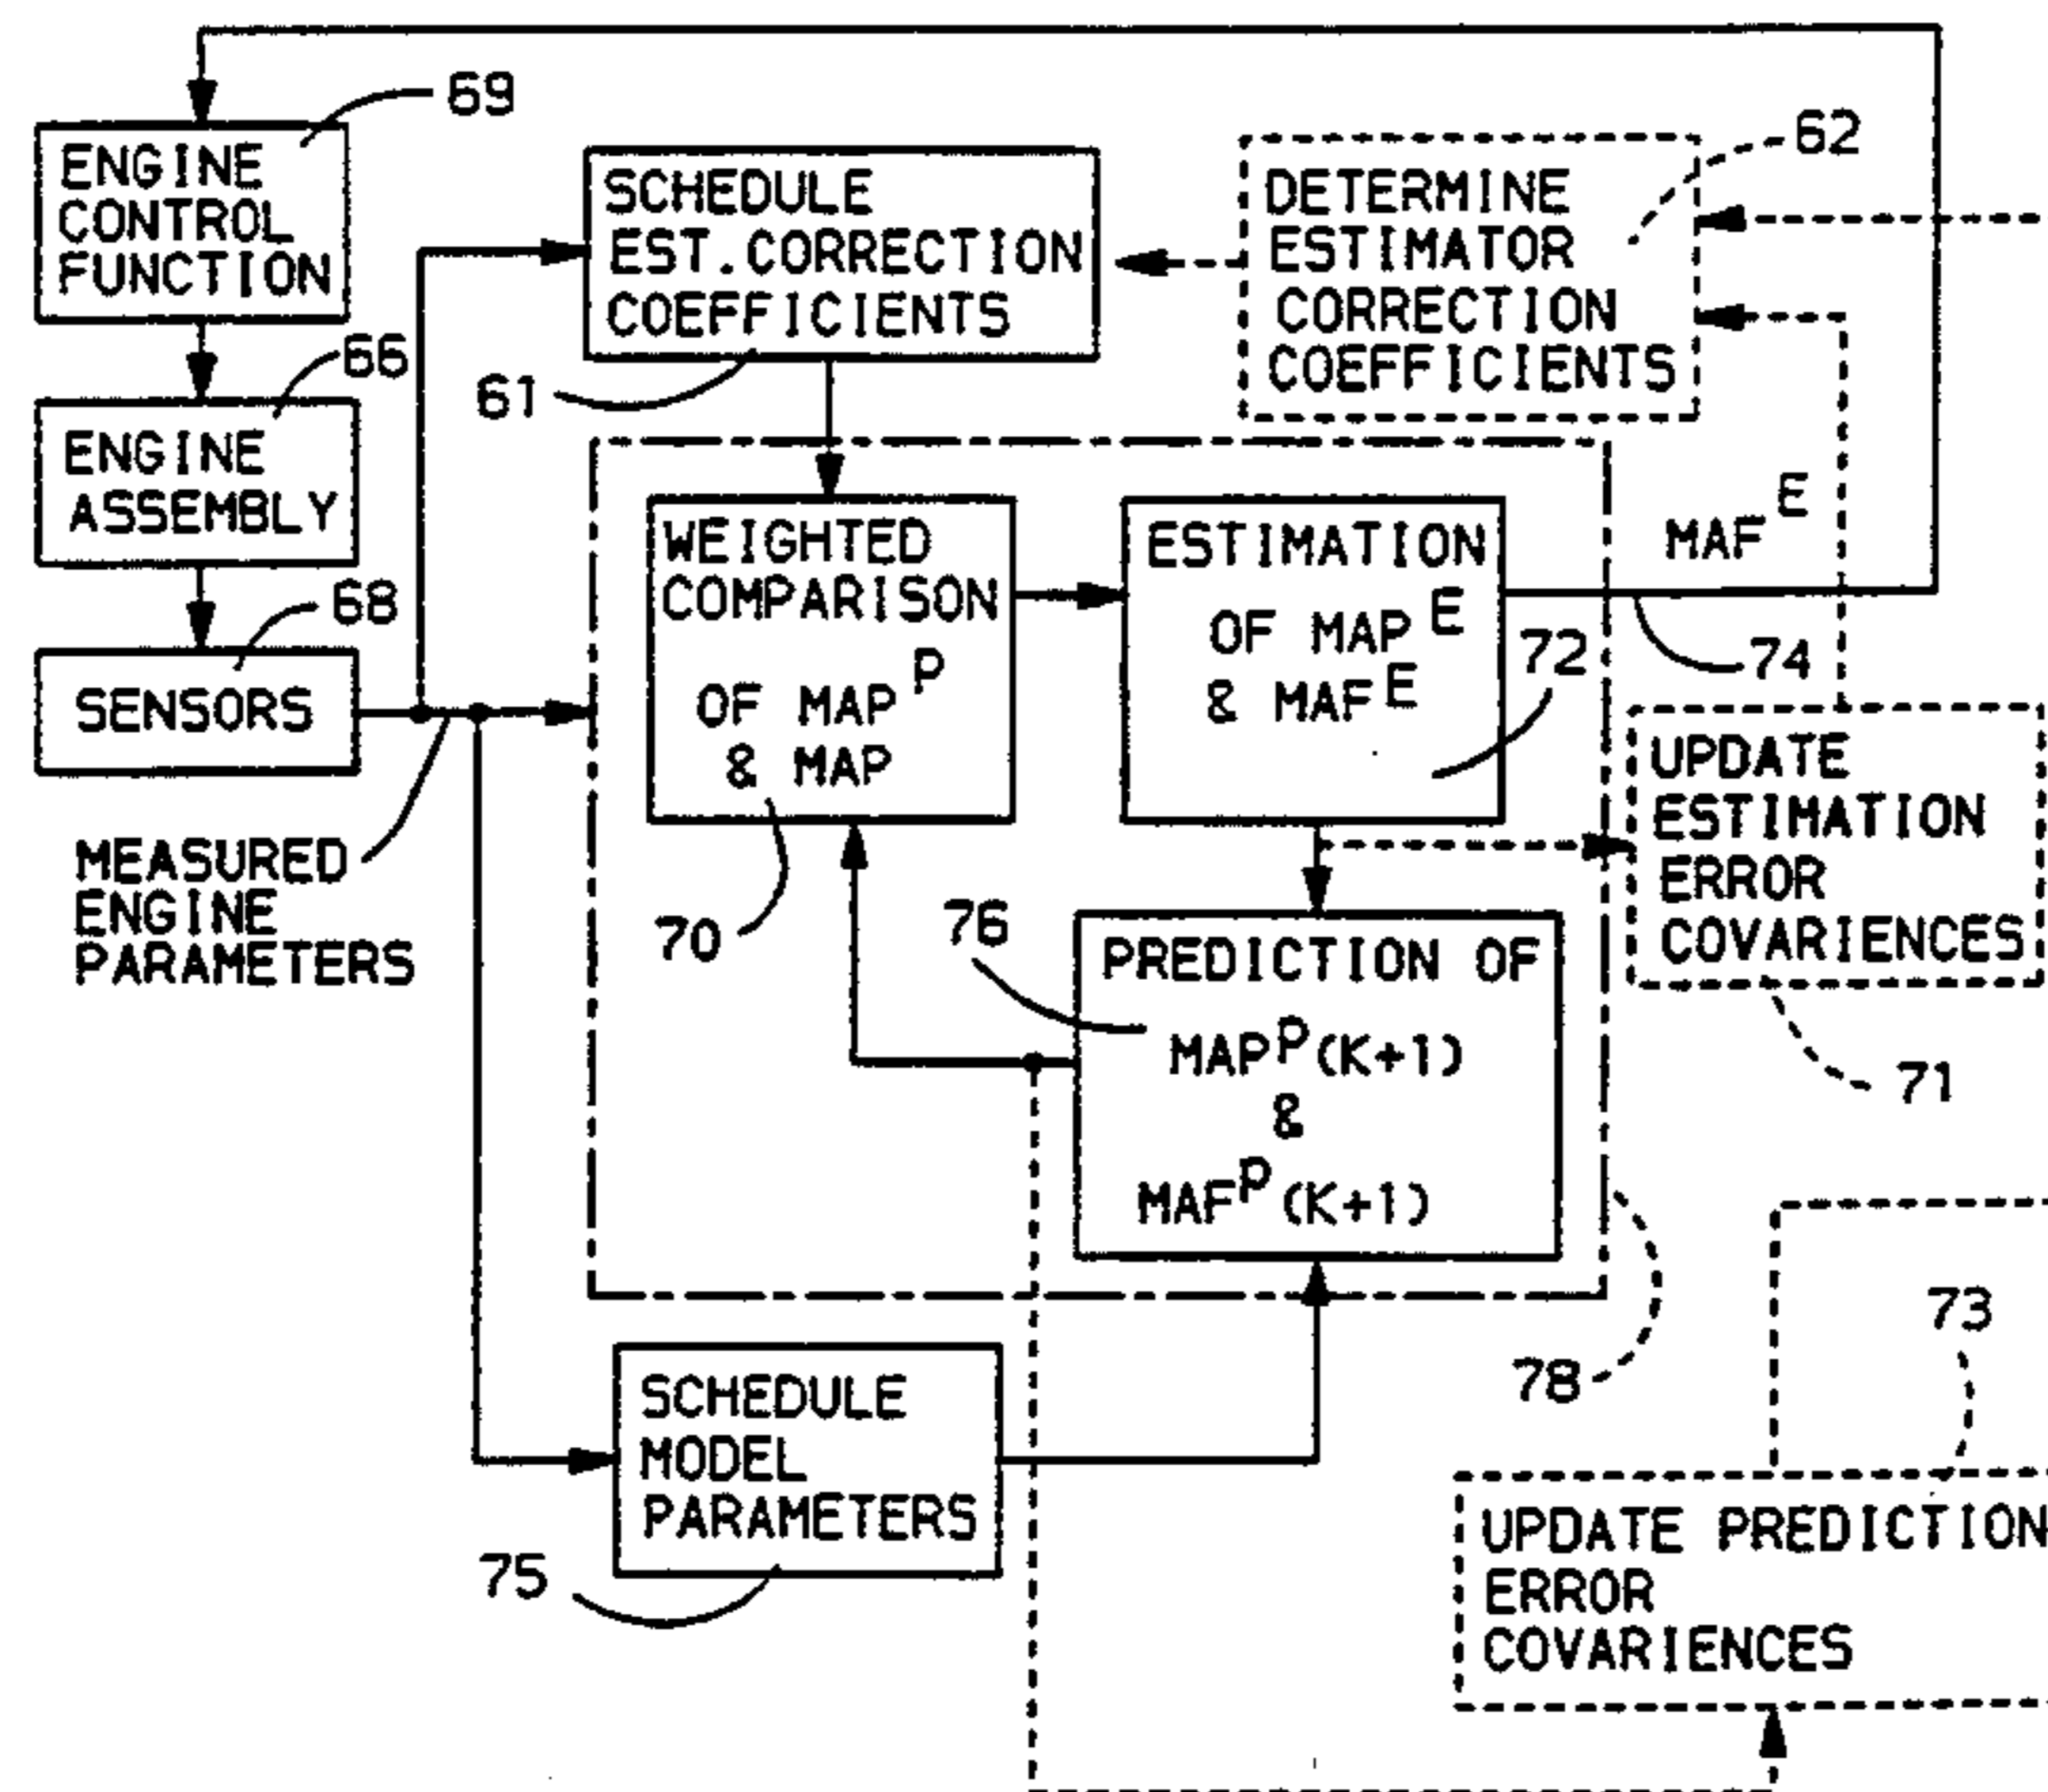 69
ENGINE
CONTROL
FUNCTION
66
ENGINE
ASSEMBLY
68
SENSORS
MEASURED
ENGINE
PARAMETERS
SCHEDULE
EST. CORRECTION
COEFFICIENTS
61
62
DETERMINE
ESTIMATOR
CORRECTION
COEFFICIENTS
WEIGHTED
COMPARISON
OF MAP^P
& MAP
70
ESTIMATION
OF MAP^E
& MAF^E
72
MAF^E
74
UPDATE
ESTIMATION
ERROR
COVARIENCES
71
76
PREDICTION OF
MAP^P(K+1)
&
MAF^P(K+1)
78
SCHEDULE
MODEL
PARAMETERS
75
73
UPDATE PREDICTION
ERROR
COVARIENCES